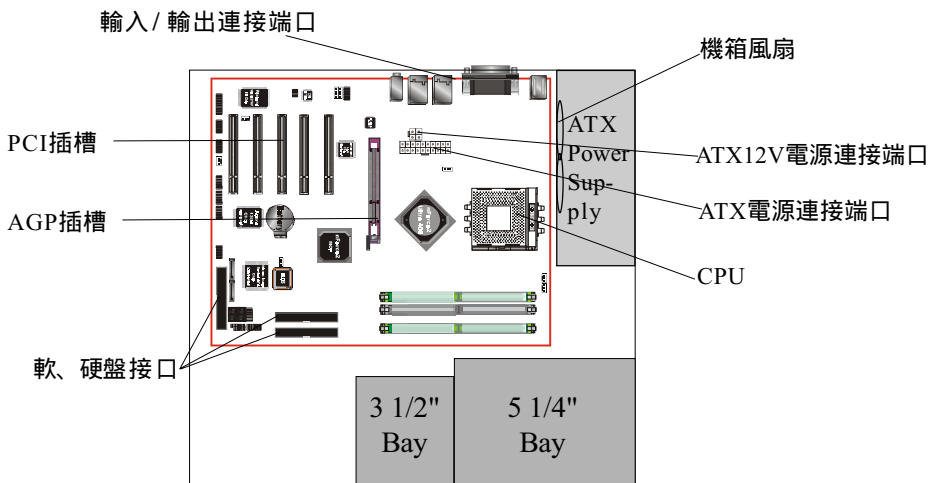 輸入/輸出連接端口
機箱風扇
PCI插槽
ATX
Power
Sup-
ply
ATX12V電源連接端口
AGP插槽
ATX電源連接端口
CPU
軟、硬盤接口
3 1/2"
Bay
5 1/4"
Bay